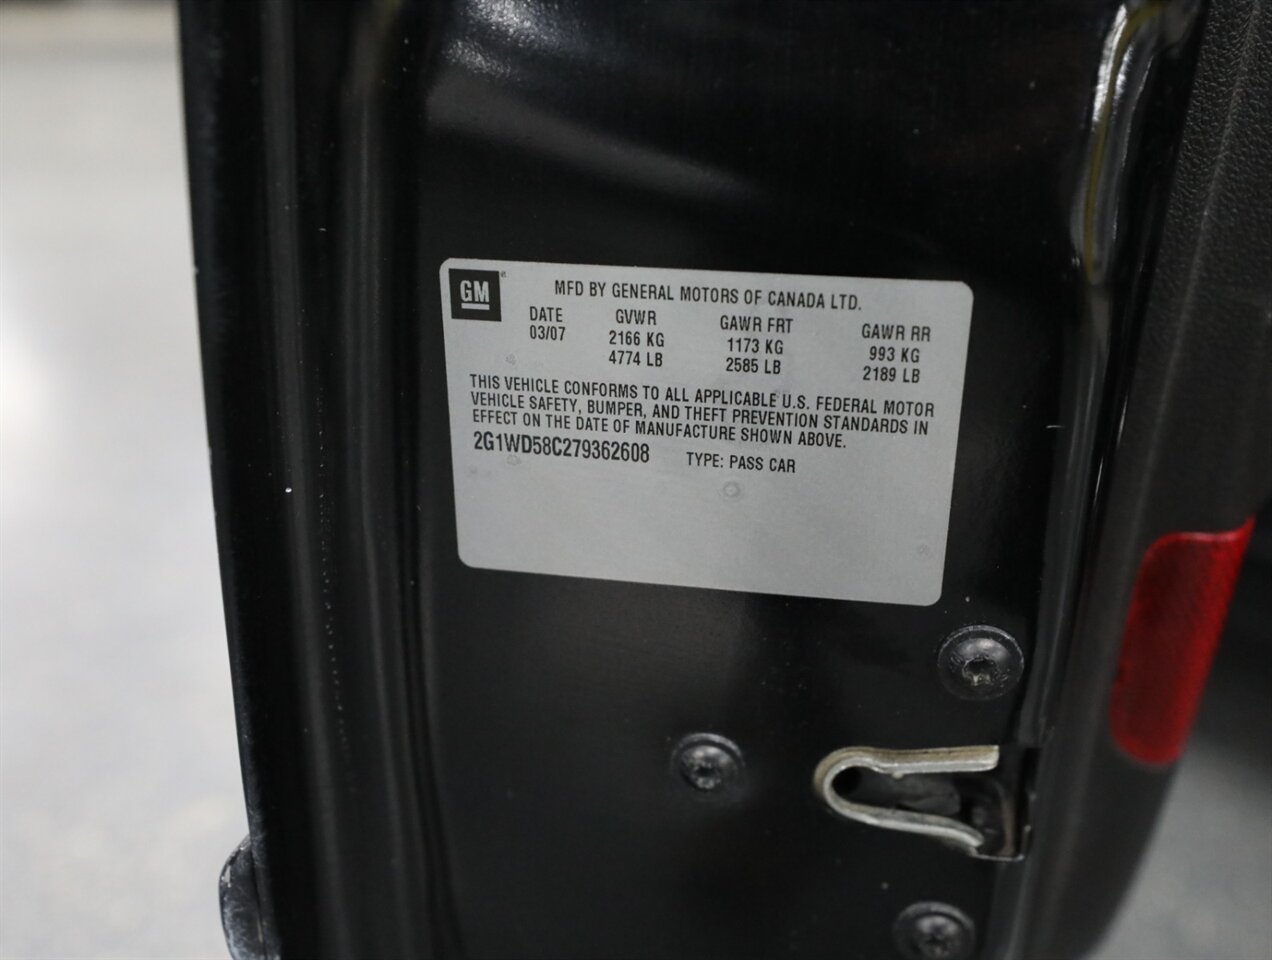 GM
MFD BY GENERAL MOTORS OF CANADA LTD.
DATE GVWR GAWR FRT GAWR RR
03/07 2166 KG 1173 KG 993 KG
4774 LB 2585 LB 2189 LB
THIS VEHICLE CONFORMS TO ALL APPLICABLE U.S. FEDERAL MOTOR
VEHICLE SAFETY, BUMPER, AND THEFT PREVENTION STANDARDS IN
EFFECT ON THE DATE OF MANUFACTURE SHOWN ABOVE.
2G1WD58C279362608 TYPE: PASS CAR